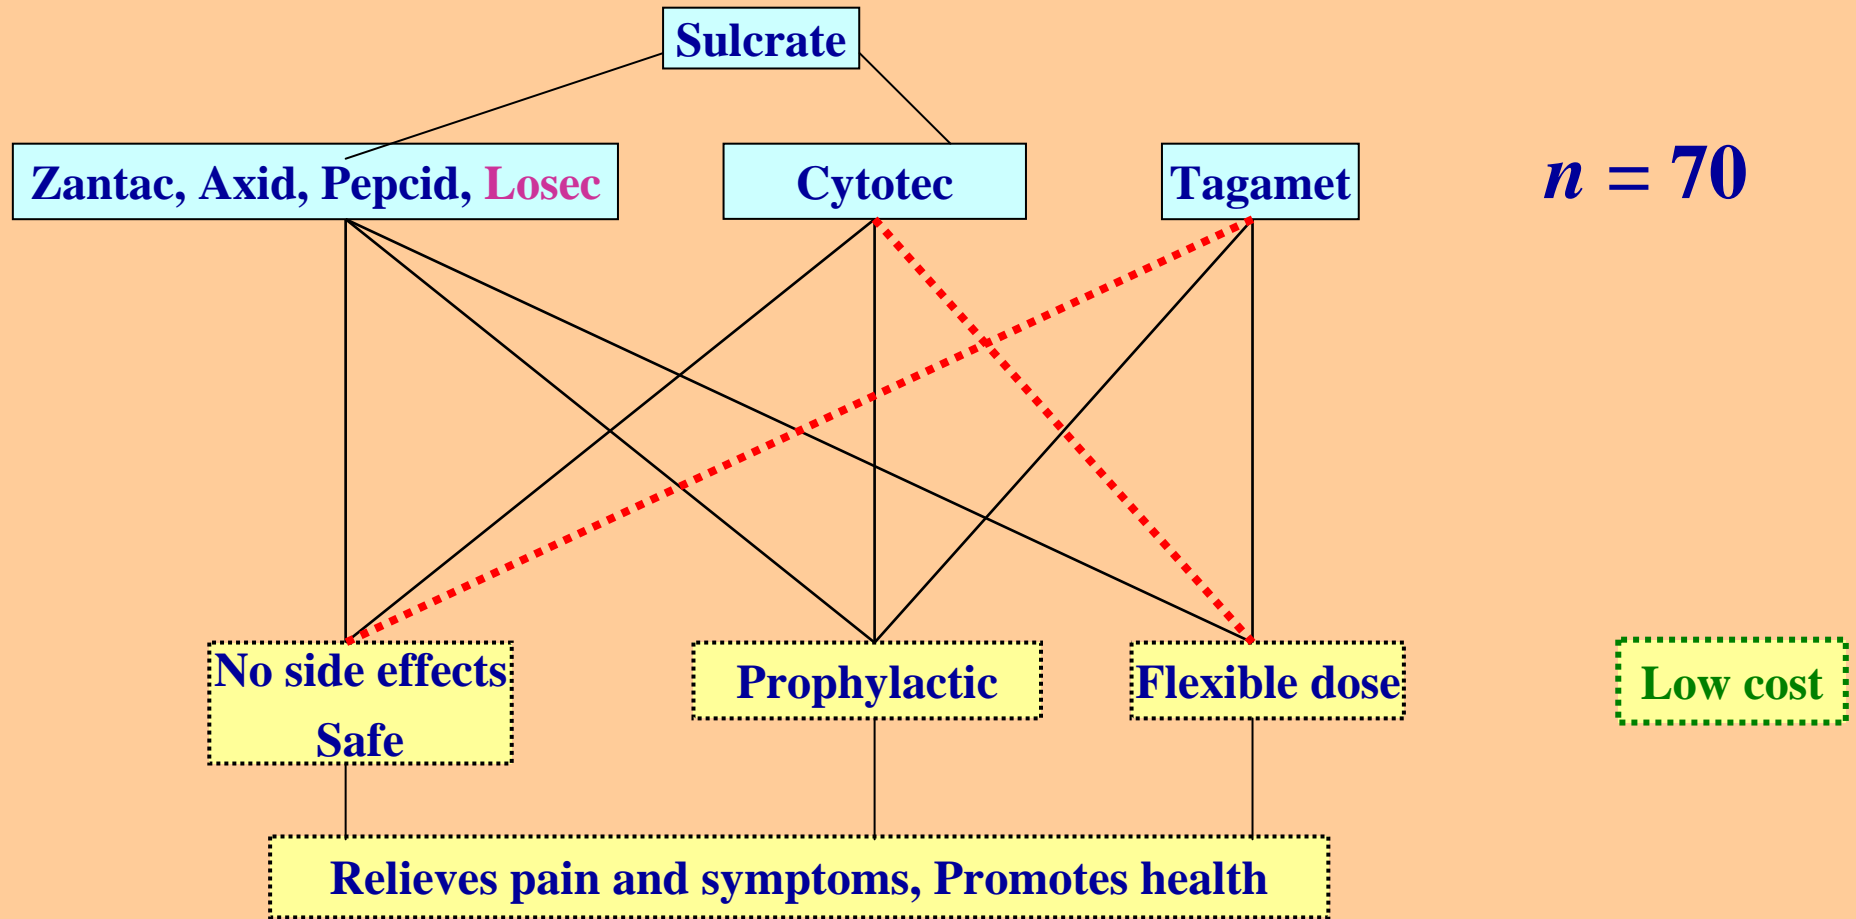 Sulcrate
Zantac, Axid, Pepcid, Losec
Cytotec
Tagamet
n = 70
No side effects
Safe
Prophylactic
Flexible dose
Low cost
Relieves pain and symptoms, Promotes health